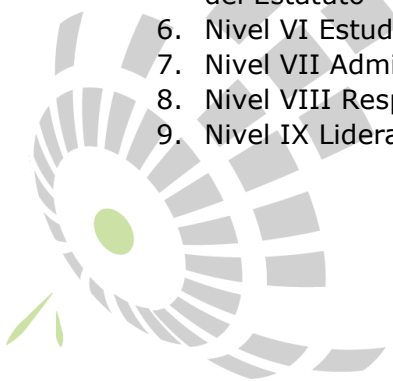 del Estatuto
6. Nivel VI Estud
7. Nivel VII Admi
8. Nivel VIII Resp
9. Nivel IX Lidera